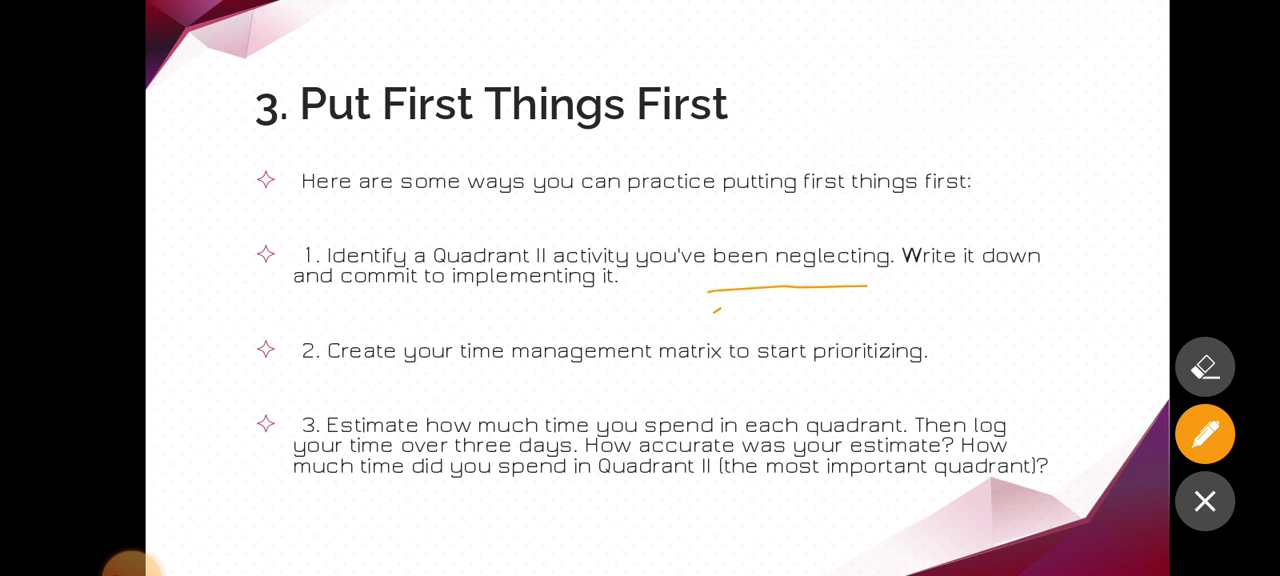 3. Put First Things First
Here are some ways you can practice putting first things first:
1. Identify a Quadrant II activity you've been neglecting. Write it down
and commit to implementing it.
2. Create your time management matrix to start prioritizing.
3. Estimate how much time you spend in each quadrant. Then log
your time over three days. How accurate was your estimate? How
much time did you spend in Quadrant II (the most important quadrant)?